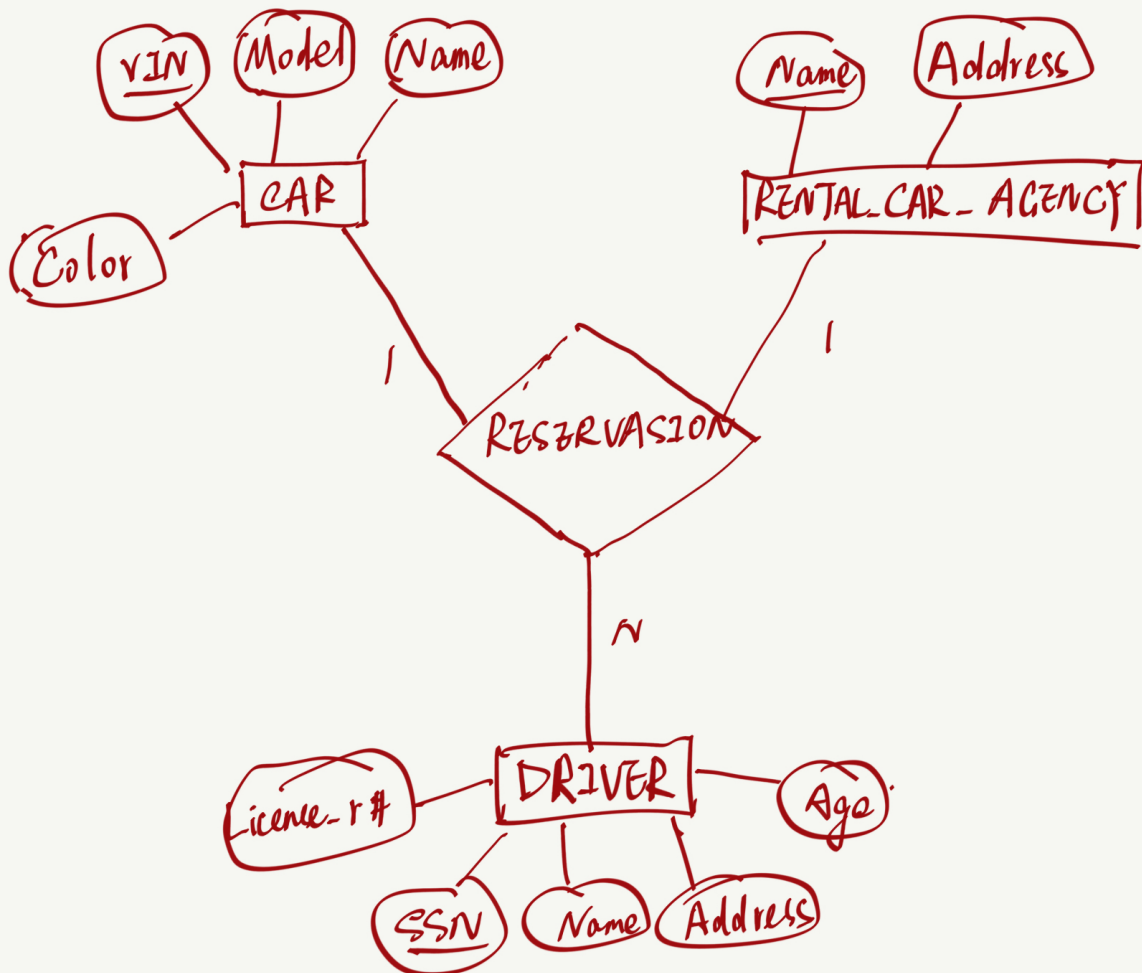 VIN
Model
Name
Name
Address
CAR
RENTAL_CAR_AGENCY
Color
1
1
RESERVASION
N
DRIVER
Licence_r#
Age
SSN
Name
Address